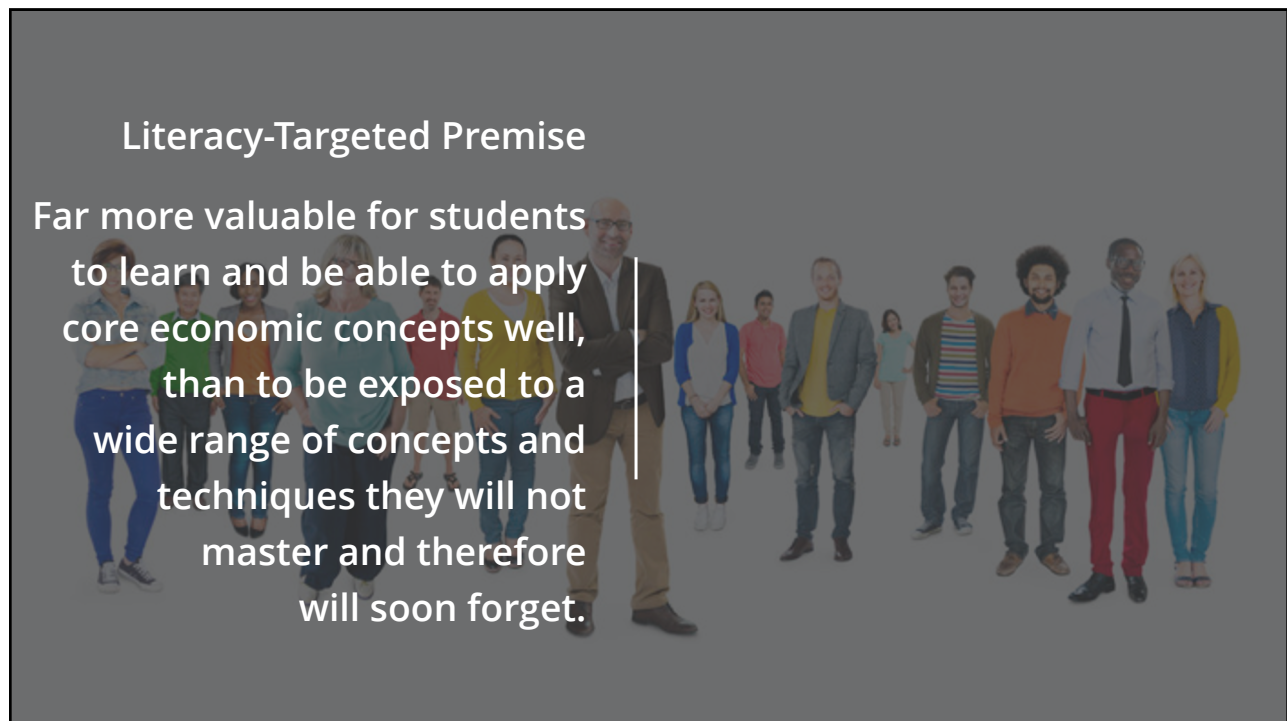 Literacy-Targeted Premise
Far more valuable for students
to learn and be able to apply
core economic concepts well,
than to be exposed to a
wide range of concepts and
techniques they will not
master and therefore
will soon forget.